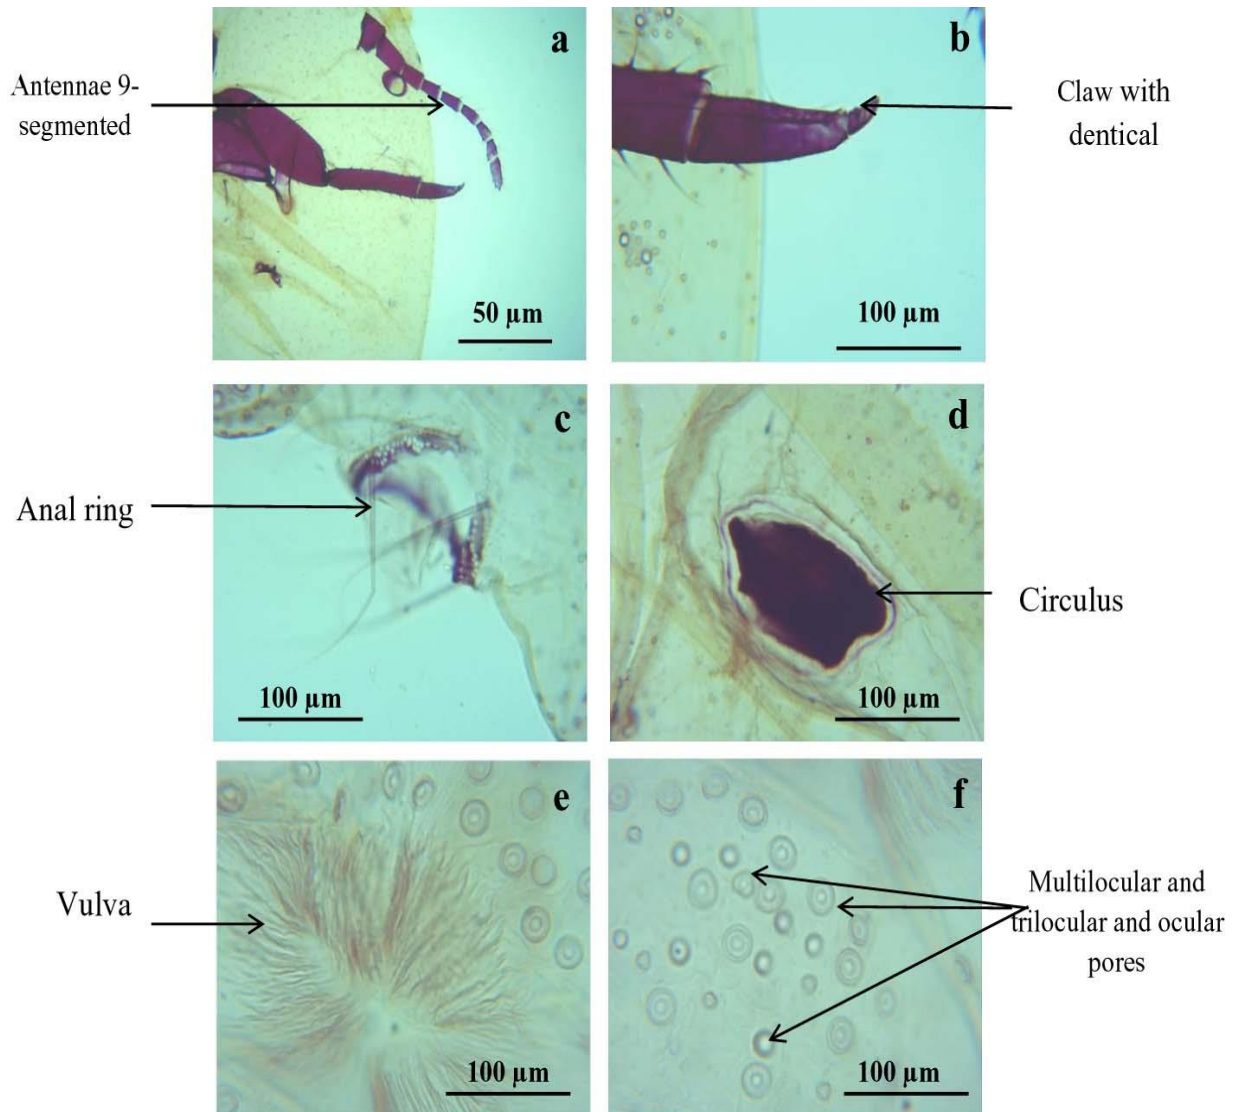 a
Antennae 9-
segmented
50 µm
b
Claw with
dentical
100 µm
c
Anal ring
100 µm
d
Circulus
100 µm
e
Vulva
100 µm
f
Multilocular and
trilocular and ocular
pores
100 µm